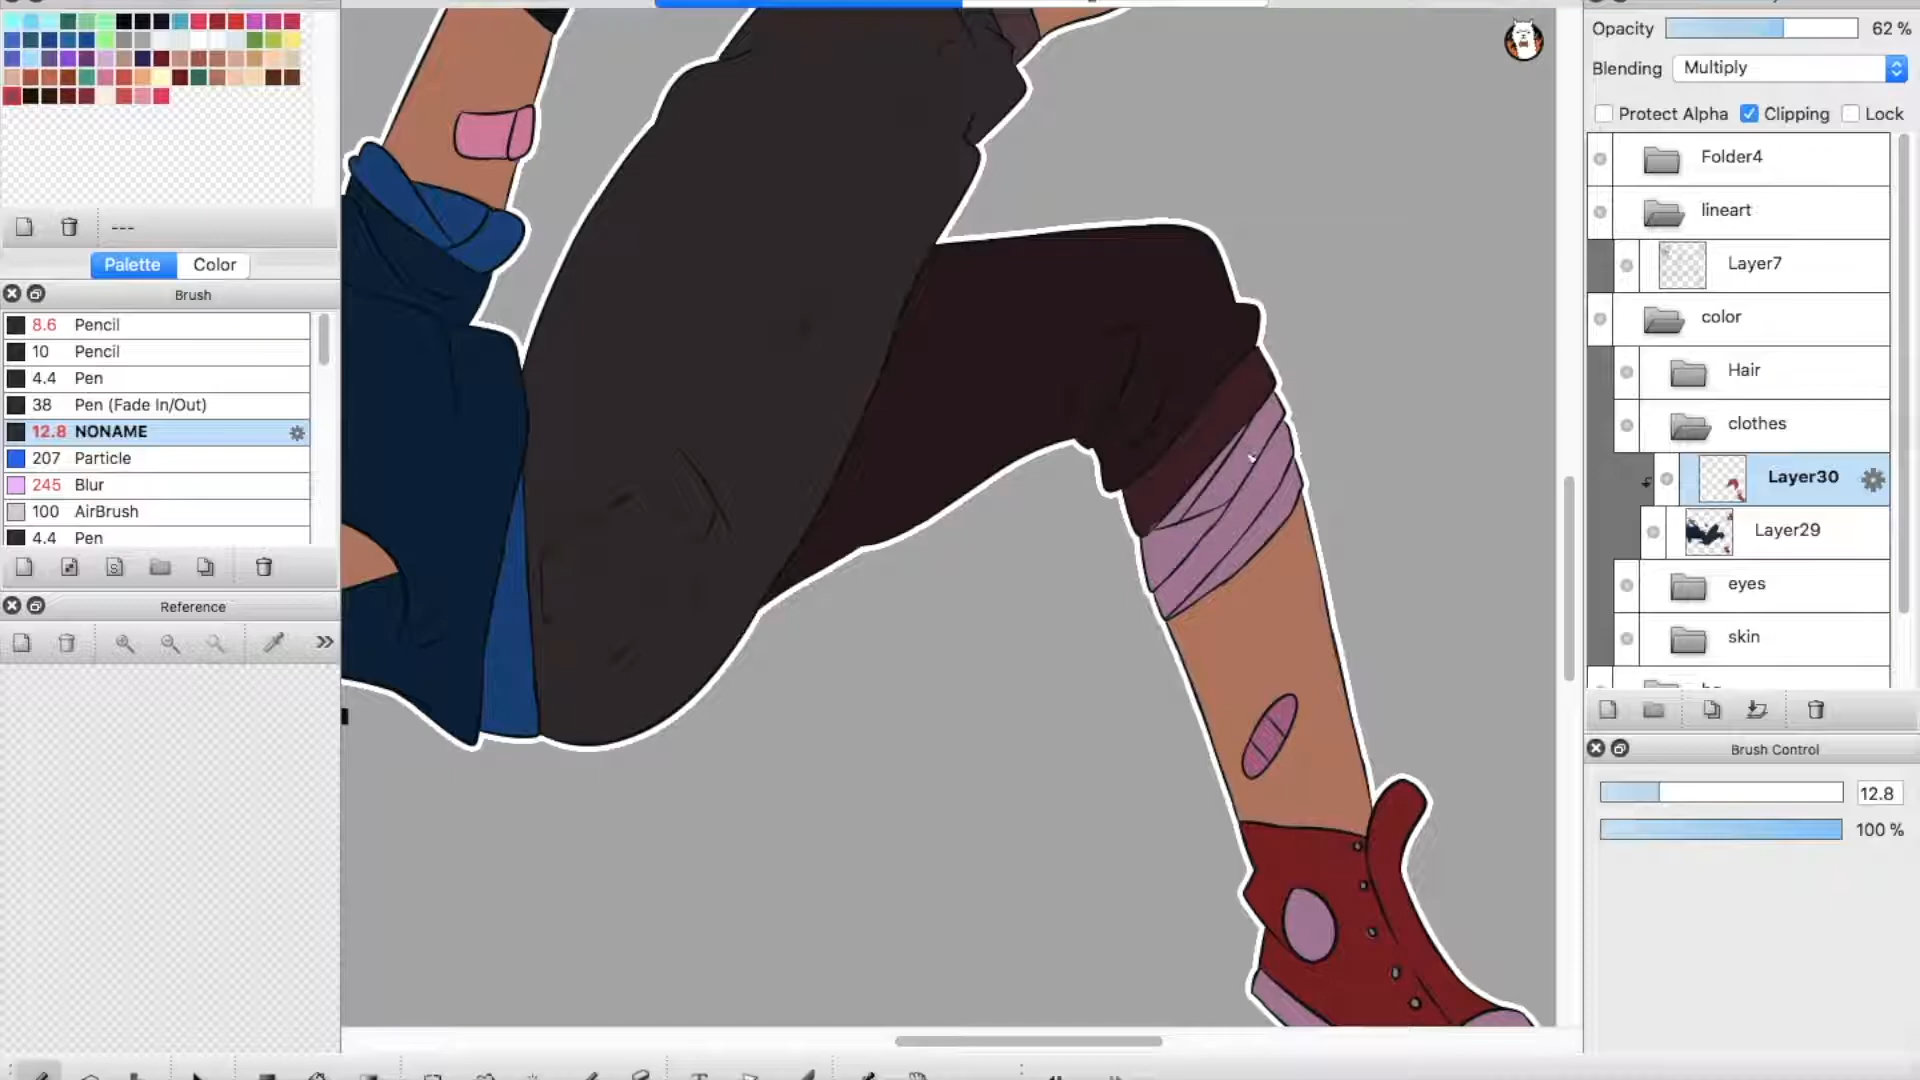 Opacity 62 %
Blending Multiply
Protect Alpha Clipping Lock
Folder4
lineart
Layer7
color
Hair
clothes
Layer30
Layer29
eyes
skin
Brush Control
12.8
100 %
---
Palette Color
Brush
8.6 Pencil
10 Pencil
4.4 Pen
38 Pen (Fade In/Out)
12.8 NONAME
207 Particle
245 Blur
100 AirBrush
4.4 Pen
Reference